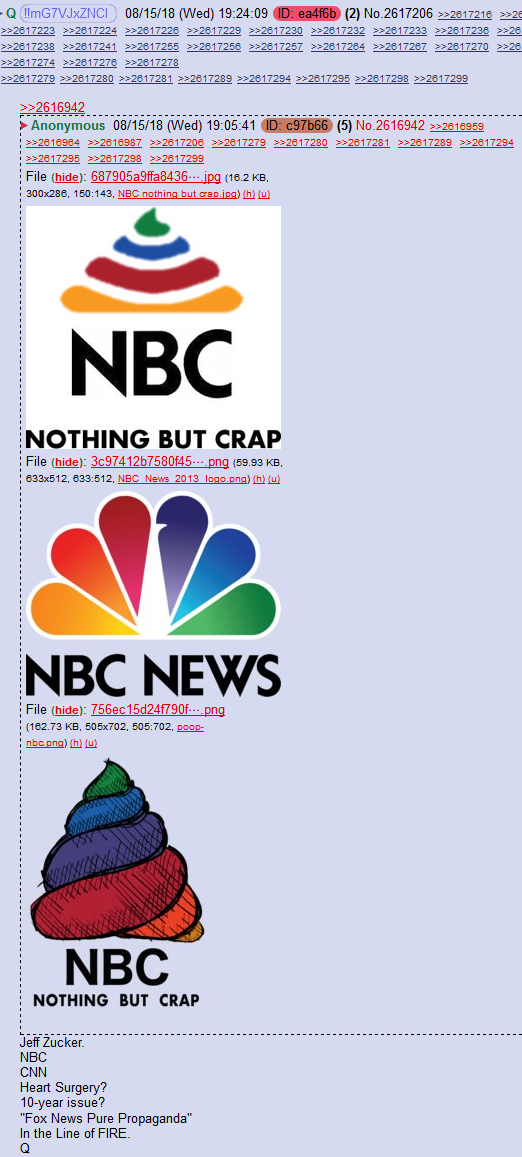 Q !!mG7VJxZNCI 08/15/18 (Wed) 19:24:09 ID: ea4f6b (2) No.2617206 >>2617216
>>2617223 >>2617224 >>2617226 >>2617229 >>2617230 >>2617232 >>2617233 >>2617236
>>2617238 >>2617241 >>2617255 >>2617256 >>2617257 >>2617264 >>2617267 >>2617270
>>2617274 >>2617276 >>2617278
>>2617279 >>2617280 >>2617281 >>2617289 >>2617294 >>2617295 >>2617298 >>2617299
>>2616942
Anonymous 08/15/18 (Wed) 19:05:41 ID: c97b66 (5) No.2616942 >>2616959
>>2616964 >>2616987 >>2617206 >>2617279 >>2617280 >>2617281 >>2617289 >>2617294
>>2617295 >>2617298 >>2617299
File (hide): 687905a9ffa8436⋯.jpg (16.2 KB,
300x286, 150:143, NBC nothing but crap.jpg) (h) (u)
NBC
NOTHING BUT CRAP
File (hide): 3c97412b7580f45⋯.png (59.93 KB,
633x512, 633:512, NBC_News_2013_logo.png) (h) (u)
NBC NEWS
File (hide): 756ec15d24f790f⋯.png
(162.73 KB, 505x702, 505:702, poop-
nbc.png) (h) (u)
NBC
NOTHING BUT CRAP
Jeff Zucker.
NBC
CNN
Heart Surgery?
10-year issue?
"Fox News Pure Propaganda"
In the Line of FIRE.
Q